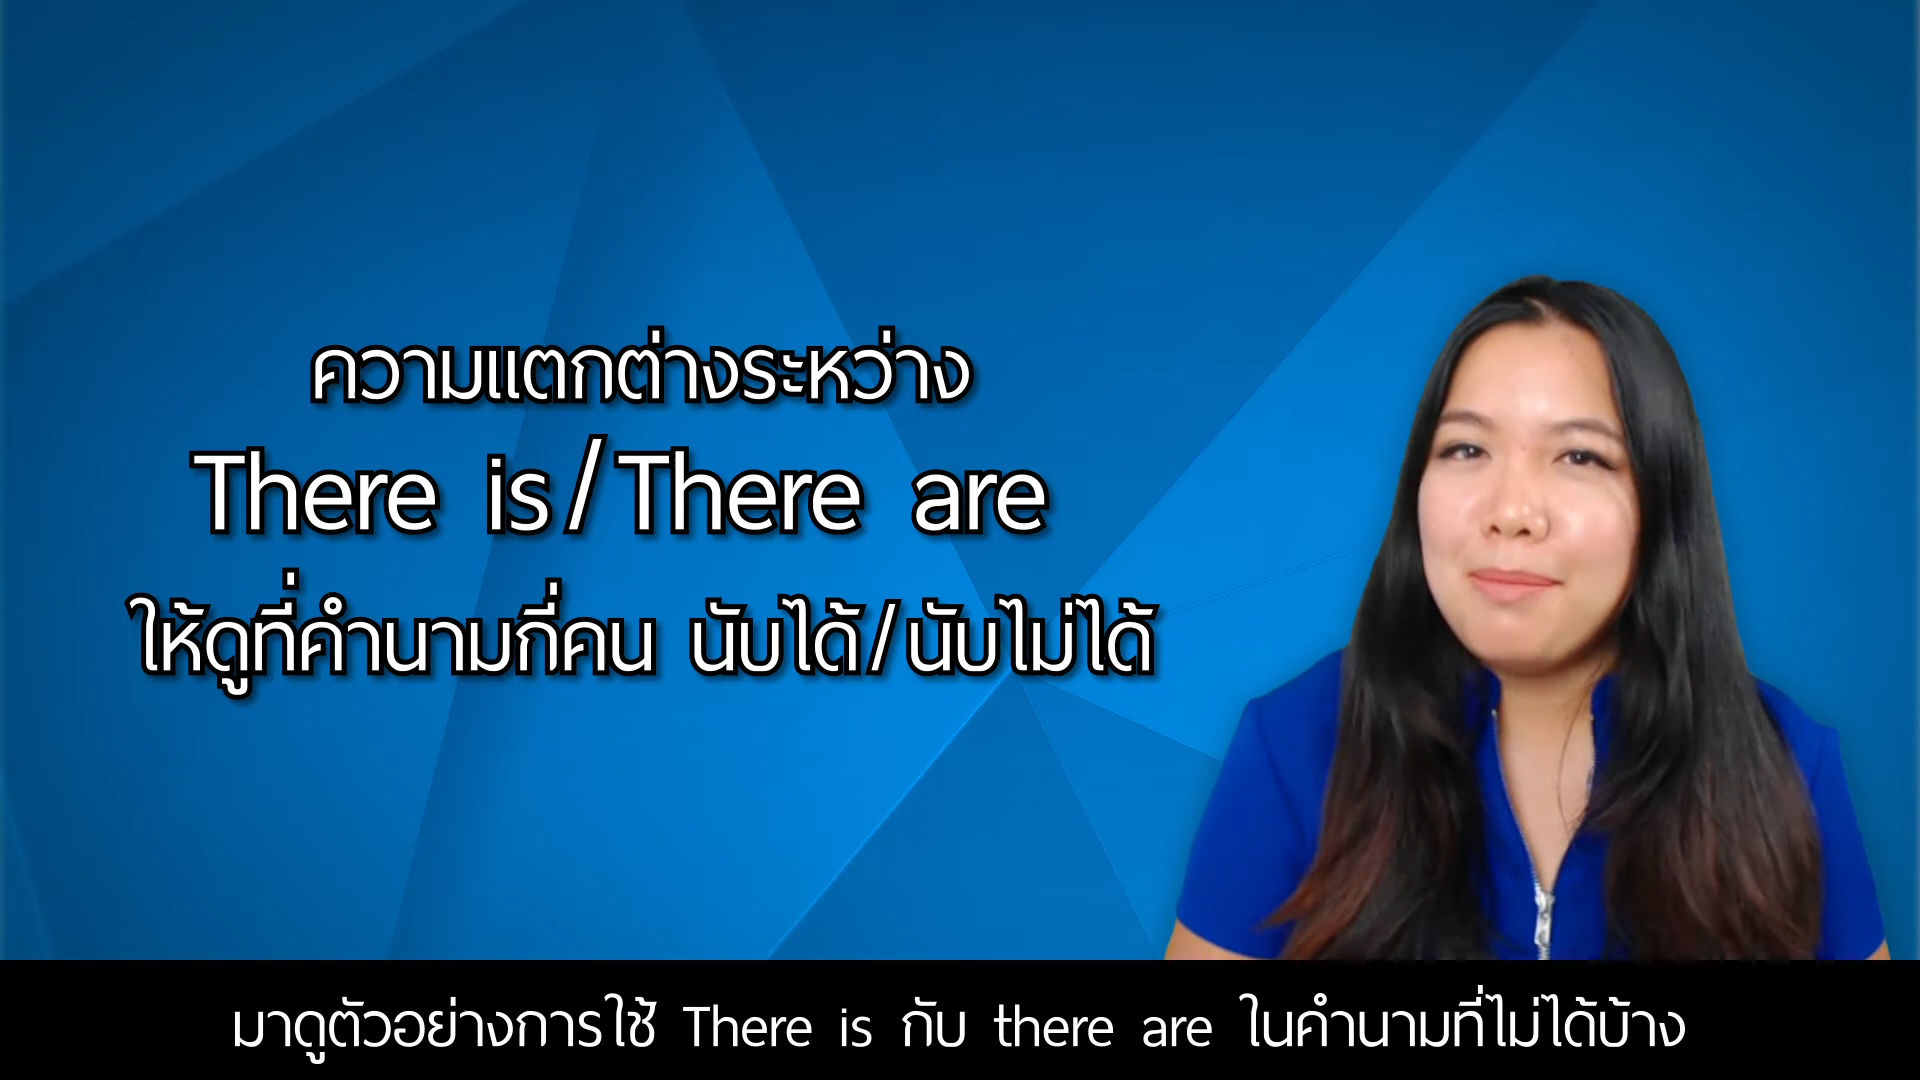 ความแตกต่างระหว่าง
There is/There are
ให้ดูที่คำนามกี่คน นับได้/นับไม่ได้
มาดูตัวอย่างการใช้ There is กับ there are ในคำนามที่ไม่ได้บ้าง